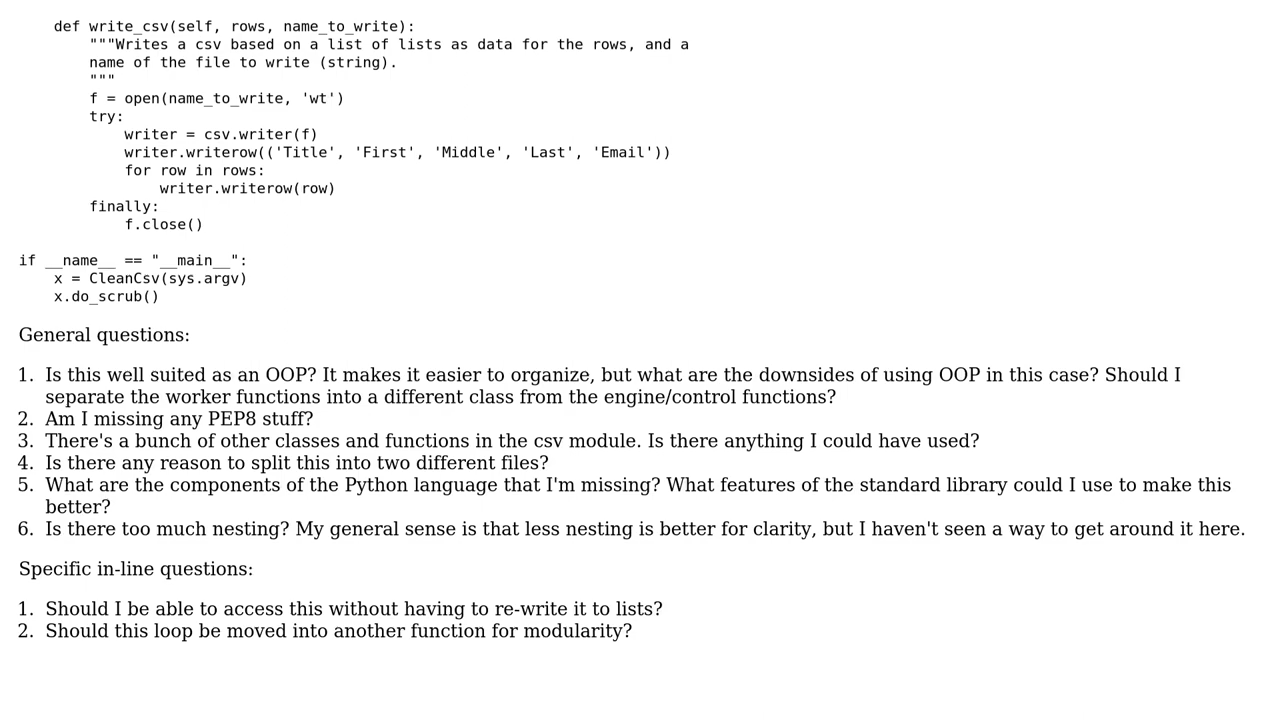 def write_csv(self, rows, name_to_write):
        """Writes a csv based on a list of lists as data for the rows, and a
        name of the file to write (string).
        """
        f = open(name_to_write, 'wt')
        try:
            writer = csv.writer(f)
            writer.writerow(('Title', 'First', 'Middle', 'Last', 'Email'))
            for row in rows:
                writer.writerow(row)
        finally:
            f.close()

if __name__ == "__main__":
    x = CleanCsv(sys.argv)
    x.do_scrub()

General questions:

1. Is this well suited as an OOP? It makes it easier to organize, but what are the downsides of using OOP in this case? Should I
separate the worker functions into a different class from the engine/control functions?
2. Am I missing any PEP8 stuff?
3. There's a bunch of other classes and functions in the csv module. Is there anything I could have used?
4. Is there any reason to split this into two different files?
5. What are the components of the Python language that I'm missing? What features of the standard library could I use to make this
better?
6. Is there too much nesting? My general sense is that less nesting is better for clarity, but I haven't seen a way to get around it here.

Specific in-line questions:

1. Should I be able to access this without having to re-write it to lists?
2. Should this loop be moved into another function for modularity?